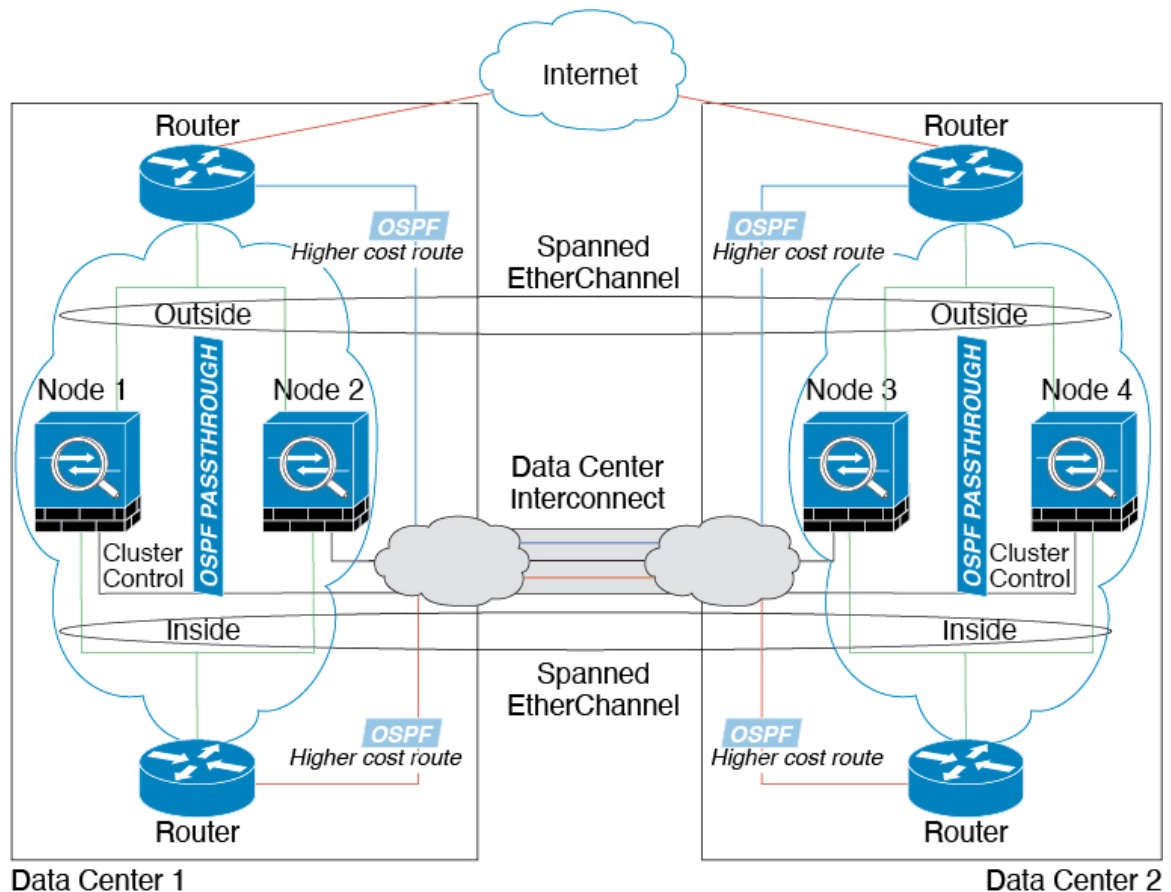 Internet
Router
Router
OSPF
Higher cost route
OSPF
Higher cost route
Spanned
EtherChannel
Outside
Outside
Node 1
Node 2
Node 3
Node 4
OSPF PASSTHROUGH
OSPF PASSTHROUGH
Data Center
Interconnect
Cluster
Control
Cluster
Control
Inside
Inside
Spanned
EtherChannel
OSPF
Higher cost route
OSPF
Higher cost route
Router
Router
Data Center 1
Data Center 2